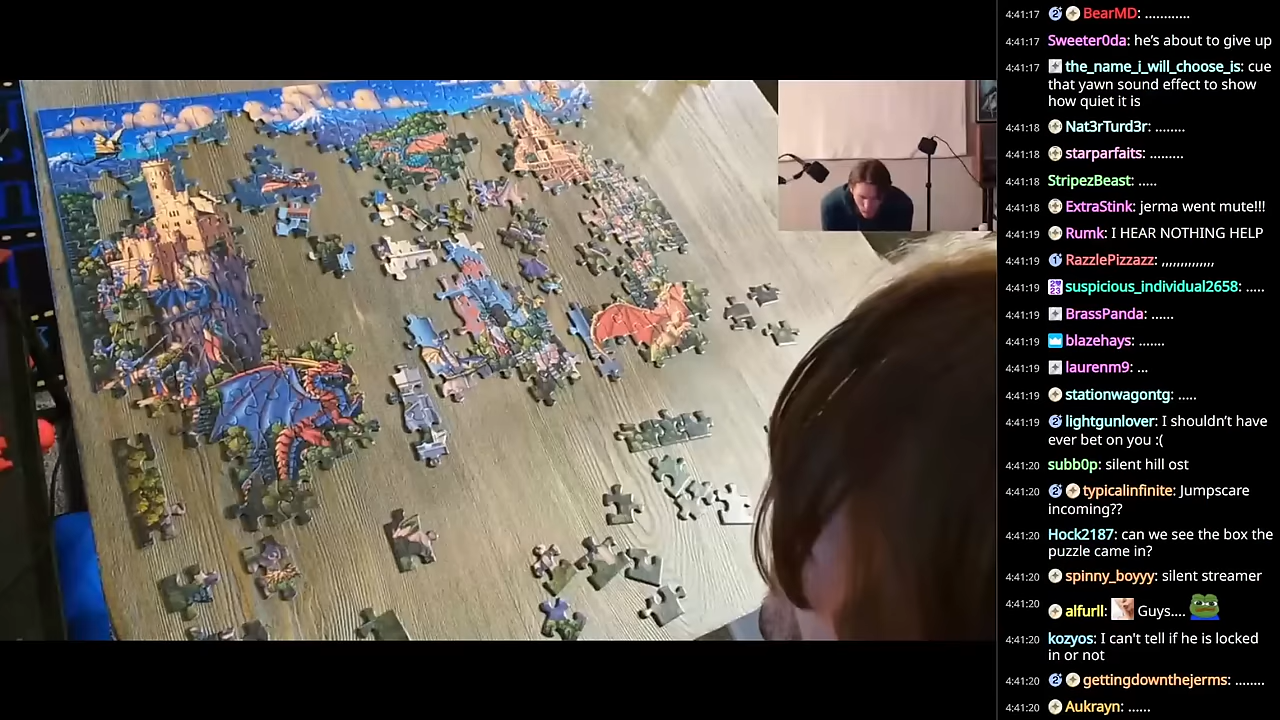 4:41:17 BearMD: ............
4:41:17 Sweeter0da: he's about to give up
4:41:17 the_name_i_will_choose_is: cue
that yawn sound effect to show
how quiet it is
4:41:18 Nat3rTurd3r: ........
4:41:18 starparfaits: .........
4:41:18 StripezBeast: .....
4:41:18 ExtraStink: jerma went mute!!!
4:41:19 Rumk: I HEAR NOTHING HELP
4:41:19 RazzlePizzazz: ,,,,,,,,,,,,,,
4:41:19 suspicious_individual2658: .....
4:41:19 BrassPanda: ......
4:41:19 blazehays: .......
4:41:19 laurenm9: ...
4:41:19 stationwagontg: .....
4:41:19 lightgunlover: I shouldn't have
ever bet on you :(
4:41:20 subb0p: silent hill ost
4:41:20 typicalinfinite: Jumpscare
incoming??
4:41:20 Hock2187: can we see the box the
puzzle came in?
4:41:20 spinny_boyyy: silent streamer
4:41:20 alfurll: Guys....
4:41:20 kozyos: I can't tell if he is locked
in or not
4:41:20 gettingdownthejerms: ........
4:41:20 Aukrayn: ......